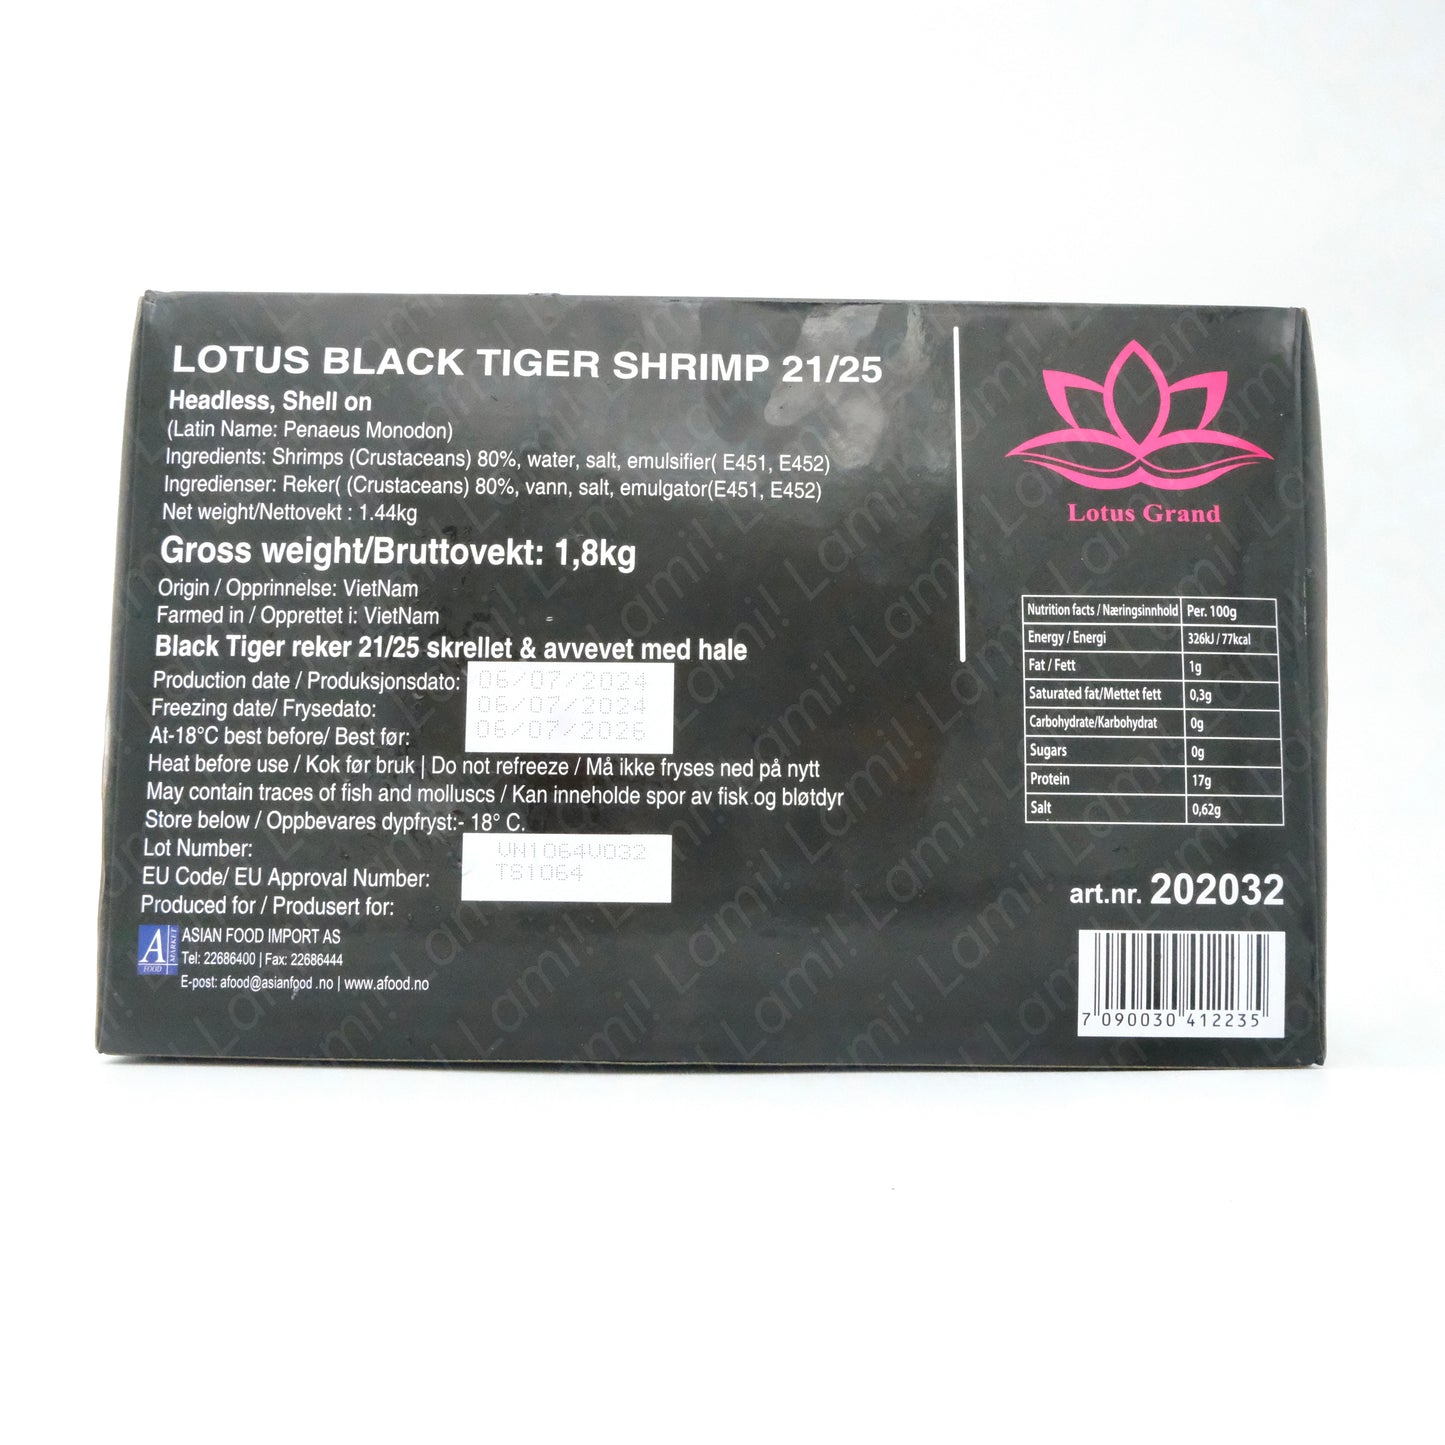 LOTUS BLACK TIGER SHRIMP 21/25
Headless, Shell on
(Latin Name: Penaeus Monodon)
Ingredients: Shrimps (Crustaceans) 80%, water, salt, emulsifier( E451, E452)
Ingredienser: Reker( (Crustaceans) 80%, vann, salt, emulgator(E451, E452)
Net weight/Nettovekt : 1.44kg
Gross weight/Bruttovekt: 1,8kg
Origin / Opprinnelse: VietNam
Farmed in / Opprettet i: VietNam
Black Tiger reker 21/25 skrellet & avvevet med hale
Production date / Produksjonsdato: 06/07/2024
Freezing date/ Frysedato: 06/07/2024
At-18°C best before/ Best før: 06/07/2026
Heat before use / Kok før bruk | Do not refreeze / Må ikke fryses ned på nytt
May contain traces of fish and molluscs / Kan inneholde spor av fisk og bløtdyr
Store below / Oppbevares dypfryst:- 18° C.
Lot Number: VN1064V032
EU Code/ EU Approval Number: TS1064
Produced for / Produsert for:
A FOOD MARKET
ASIAN FOOD IMPORT AS
Tel: 22686400 | Fax: 22686444
E-post: afood@asianfood .no | www.afood.no
Lotus Grand
Nutrition facts / Næringsinnhold Per. 100g
Energy / Energi 326kJ / 77kcal
Fat / Fett 1g
Saturated fat/Mettet fett 0,3g
Carbohydrate/Karbohydrat 0g
Sugars 0g
Protein 17g
Salt 0,62g
art.nr. 202032
7 090030 412235
Lami! Lami! Lami! Lami! Lami!